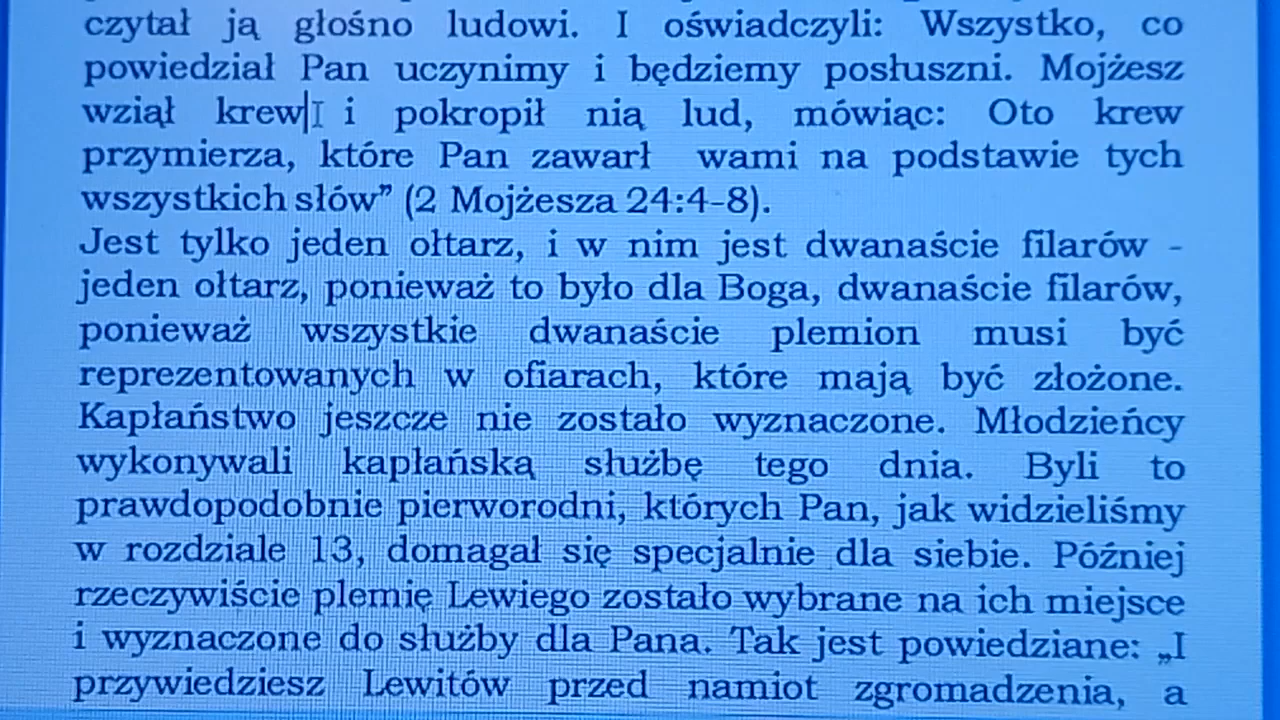 czytał ją głośno ludowi. I oświadczyli: Wszystko, co
powiedział Pan uczynimy i będziemy posłuszni. Mojżesz
wziął krew i pokropił nią lud, mówiąc: Oto krew
przymierza, które Pan zawarł wami na podstawie tych
wszystkich słów” (2 Mojżesza 24:4-8).
Jest tylko jeden ołtarz, i w nim jest dwanaście filarów -
jeden ołtarz, ponieważ to było dla Boga, dwanaście filarów,
ponieważ wszystkie dwanaście plemion musi być
reprezentowanych w ofiarach, które mają być złożone.
Kapłaństwo jeszcze nie zostało wyznaczone. Młodzieńcy
wykonywali kapłańską służbę tego dnia. Byli to
prawdopodobnie pierworodni, których Pan, jak widzieliśmy
w rozdziale 13, domagał się specjalnie dla siebie. Później
rzeczywiście plemię Lewiego zostało wybrane na ich miejsce
i wyznaczone do służby dla Pana. Tak jest powiedziane: „I
przywiedziesz Lewitów przed namiot zgromadzenia, a